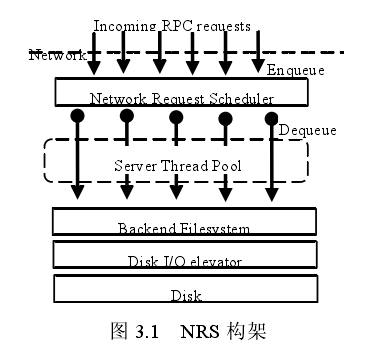 Incoming RPC requests
Network
Enqueue
Network Request Scheduler
Dequeue
Server Thread Pool
Backend Filesystem
Disk I/O elevator
Disk
图 3.1 NRS 构架